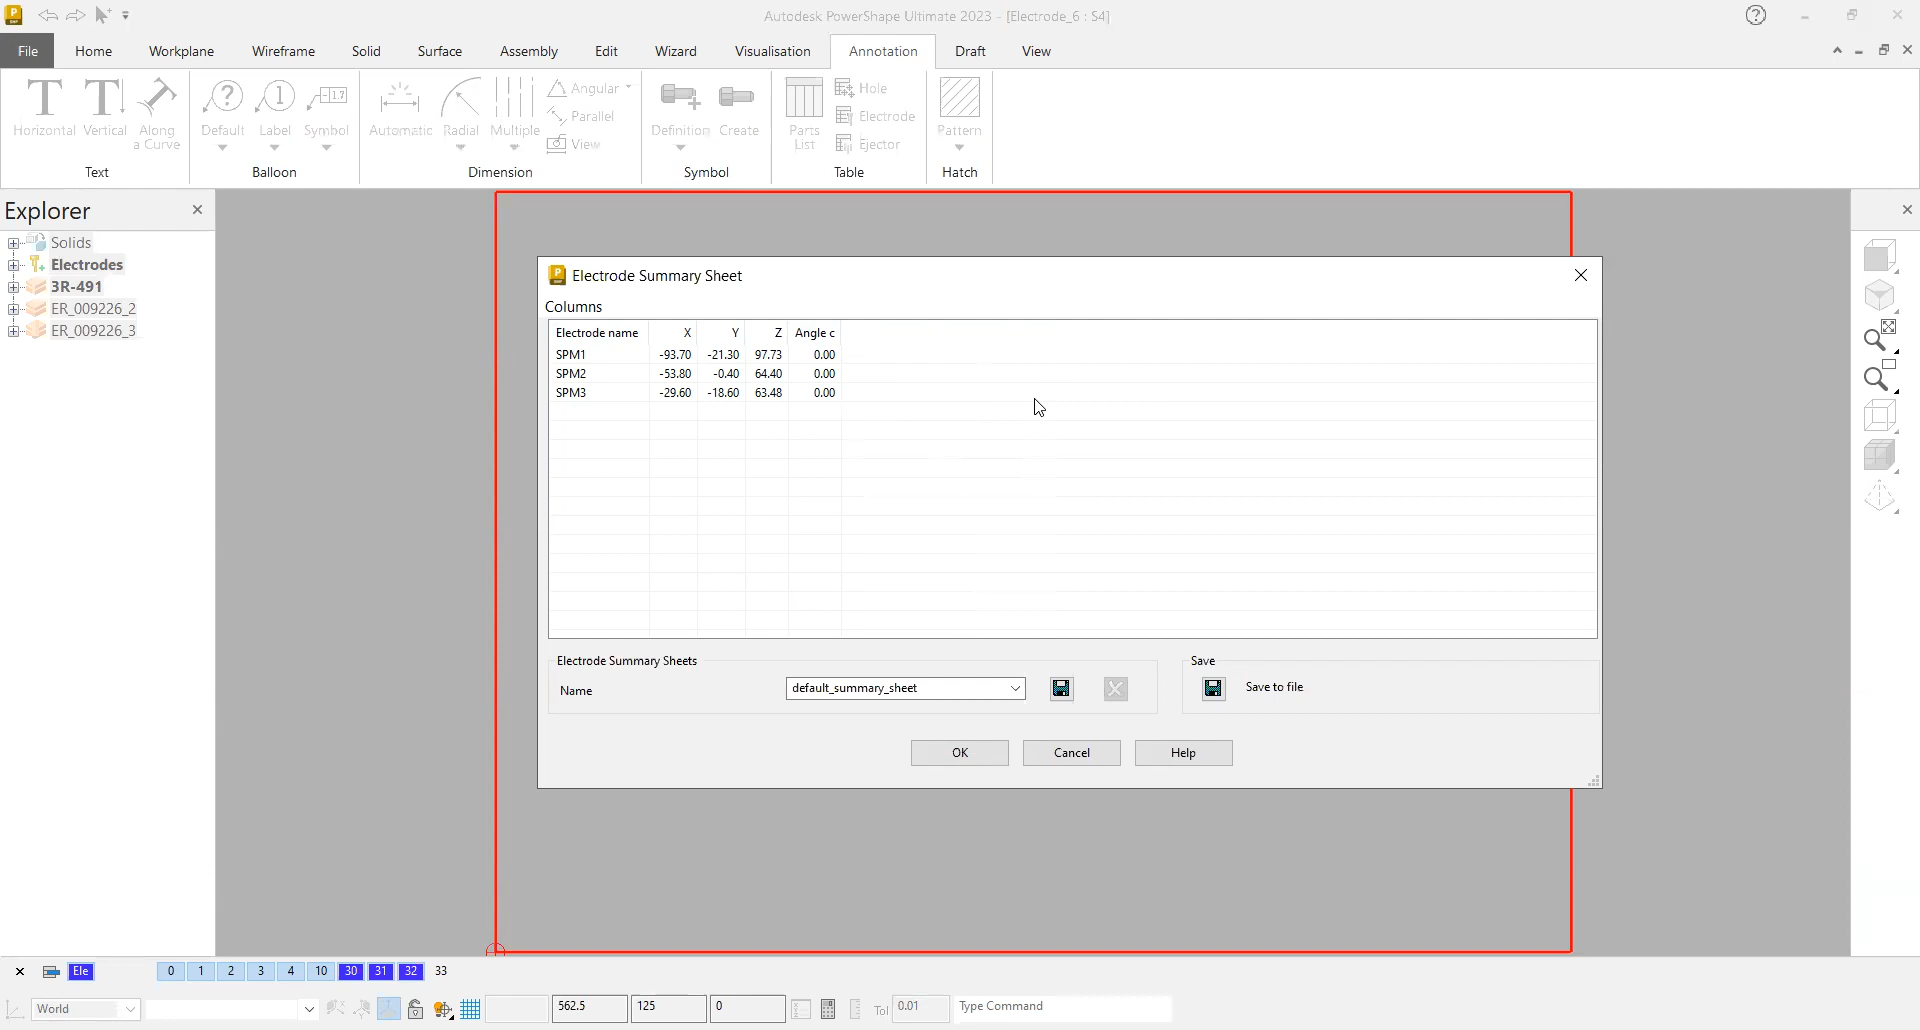 Autodesk PowerShape Ultimate 2023 - [Electrode_6 : S4]
File Home Workplane Wireframe Solid Surface Assembly Edit Wizard Visualisation Annotation Draft View
Horizontal Vertical Along a Curve
Text
Default Label Symbol
Balloon
Automatic Radial Multiple Angular
Parallel
View
Dimension
Definition Create
Symbol
Parts List
Hole
Electrode
Ejector
Table
Pattern
Hatch
Explorer
Solids
Electrodes
3R-491
ER_009226_2
ER_009226_3
Electrode Summary Sheet
Columns
Electrode name X Y Z Angle c
SPM1 -93.70 -21.30 97.73 0.00
SPM2 -53.80 -0.40 64.40 0.00
SPM3 -29.60 -18.60 63.48 0.00
Electrode Summary Sheets
Name default_summary_sheet
Save
Save to file
OK Cancel Help
Ele 0 1 2 3 4 10 30 31 32 33
World 562.5 125 0 Tol 0.01 Type Command